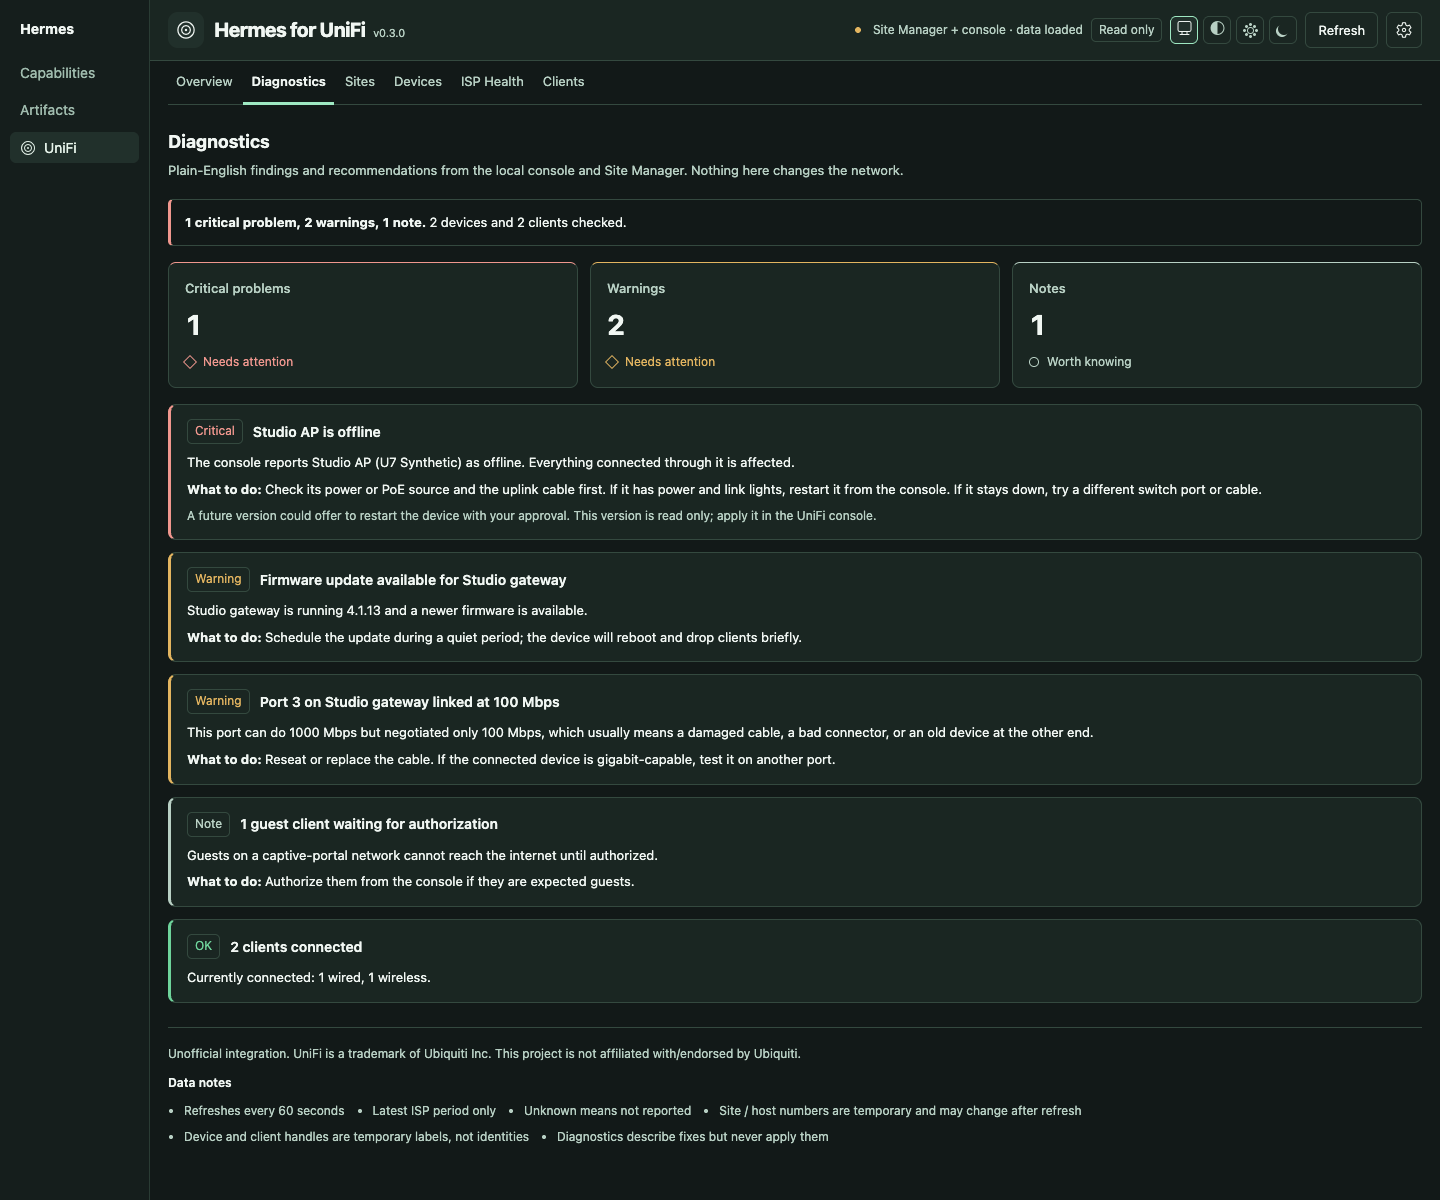 Hermes
Capabilities
Artifacts
UniFi
Hermes for UniFi v0.3.0
Site Manager + console · data loaded
Read only
Refresh
Overview
Diagnostics
Sites
Devices
ISP Health
Clients
Diagnostics
Plain-English findings and recommendations from the local console and Site Manager. Nothing here changes the network.
1 critical problem, 2 warnings, 1 note. 2 devices and 2 clients checked.
Critical problems
1
Needs attention
Warnings
2
Needs attention
Notes
1
Worth knowing
Critical Studio AP is offline
The console reports Studio AP (U7 Synthetic) as offline. Everything connected through it is affected.
What to do: Check its power or PoE source and the uplink cable first. If it has power and link lights, restart it from the console. If it stays down, try a different switch port or cable.
A future version could offer to restart the device with your approval. This version is read only; apply it in the UniFi console.
Warning Firmware update available for Studio gateway
Studio gateway is running 4.1.13 and a newer firmware is available.
What to do: Schedule the update during a quiet period; the device will reboot and drop clients briefly.
Warning Port 3 on Studio gateway linked at 100 Mbps
This port can do 1000 Mbps but negotiated only 100 Mbps, which usually means a damaged cable, a bad connector, or an old device at the other end.
What to do: Reseat or replace the cable. If the connected device is gigabit-capable, test it on another port.
Note 1 guest client waiting for authorization
Guests on a captive-portal network cannot reach the internet until authorized.
What to do: Authorize them from the console if they are expected guests.
OK 2 clients connected
Currently connected: 1 wired, 1 wireless.
Unofficial integration. UniFi is a trademark of Ubiquiti Inc. This project is not affiliated with/endorsed by Ubiquiti.
Data notes
• Refreshes every 60 seconds • Latest ISP period only • Unknown means not reported • Site / host numbers are temporary and may change after refresh
• Device and client handles are temporary labels, not identities • Diagnostics describe fixes but never apply them